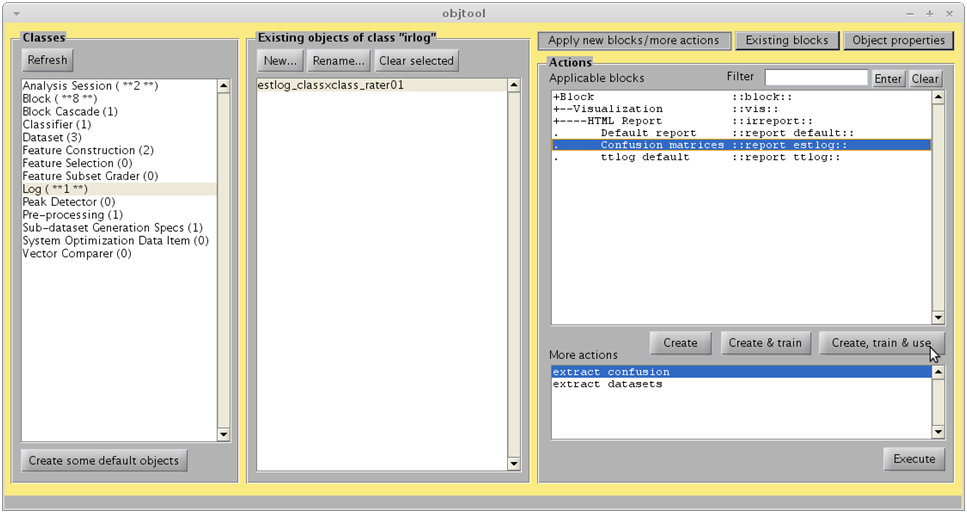 objtool
Classes
Refresh
Analysis Session ( **2 **)
Block ( **8 **)
Block Cascade (1)
Classifier (1)
Dataset (3)
Feature Construction (2)
Feature Selection (0)
Feature Subset Grader (0)
Log ( **1 **)
Peak Detector (0)
Pre-processing (1)
Sub-dataset Generation Specs (1)
System Optimization Data Item (0)
Vector Comparer (0)
Create some default objects
Existing objects of class "irlog"
New... Rename... Clear selected
estlog_classxclass_rater01
Apply new blocks/more actions Existing blocks Object properties
Actions
Applicable blocks Filter Enter Clear
+Block ::block::
+--Visualization ::vis::
+----HTML Report ::irreport::
. Default report ::report default::
. Confusion matrices ::report estlog::
. ttlog default ::report ttlog::
Create Create & train Create, train & use
More actions
extract confusion
extract datasets
Execute